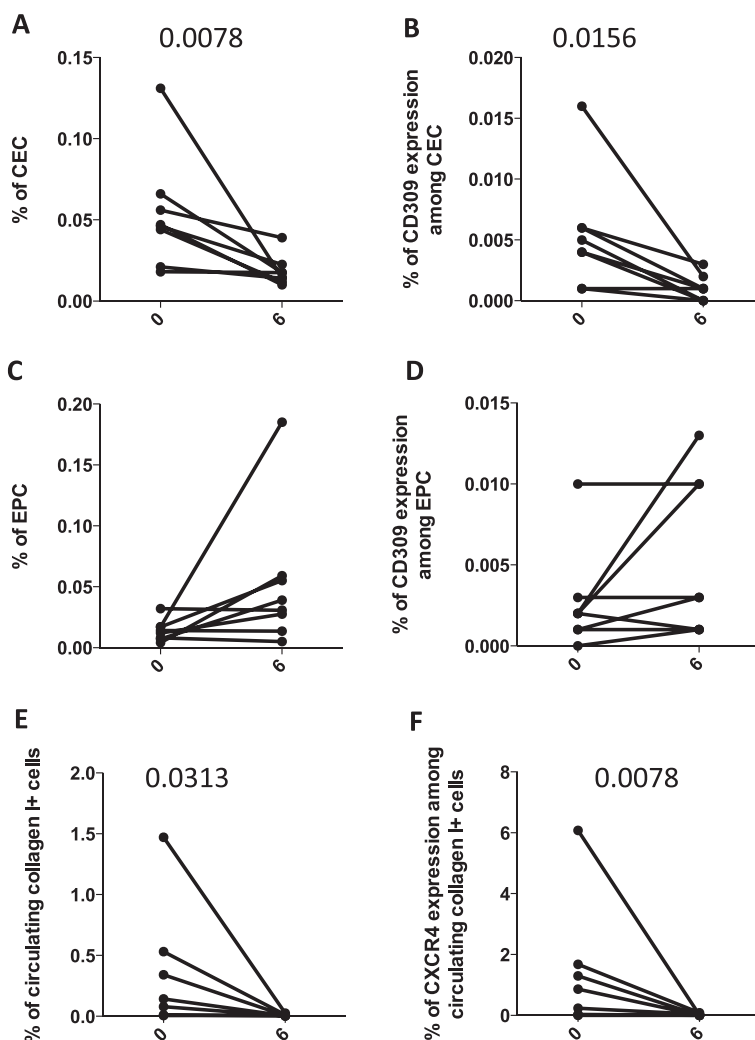 A
0.0078
0.15
0.10
0.05
0.00
% of CEC
0
6
B
0.0156
0.020
0.015
0.010
0.005
0.000
% of CD309 expression
among CEC
0
6
C
0.20
0.15
0.10
0.05
0.00
% of EPC
0
6
D
0.015
0.010
0.005
0.000
% of CD309 expression
among EPC
0
6
E
0.0313
2.0
1.5
1.0
0.5
0.0
% of circulating collagen I+ cells
0
6
F
0.0078
8
6
4
2
0
% of CXCR4 expression among
circulating collagen I+ cells
0
6